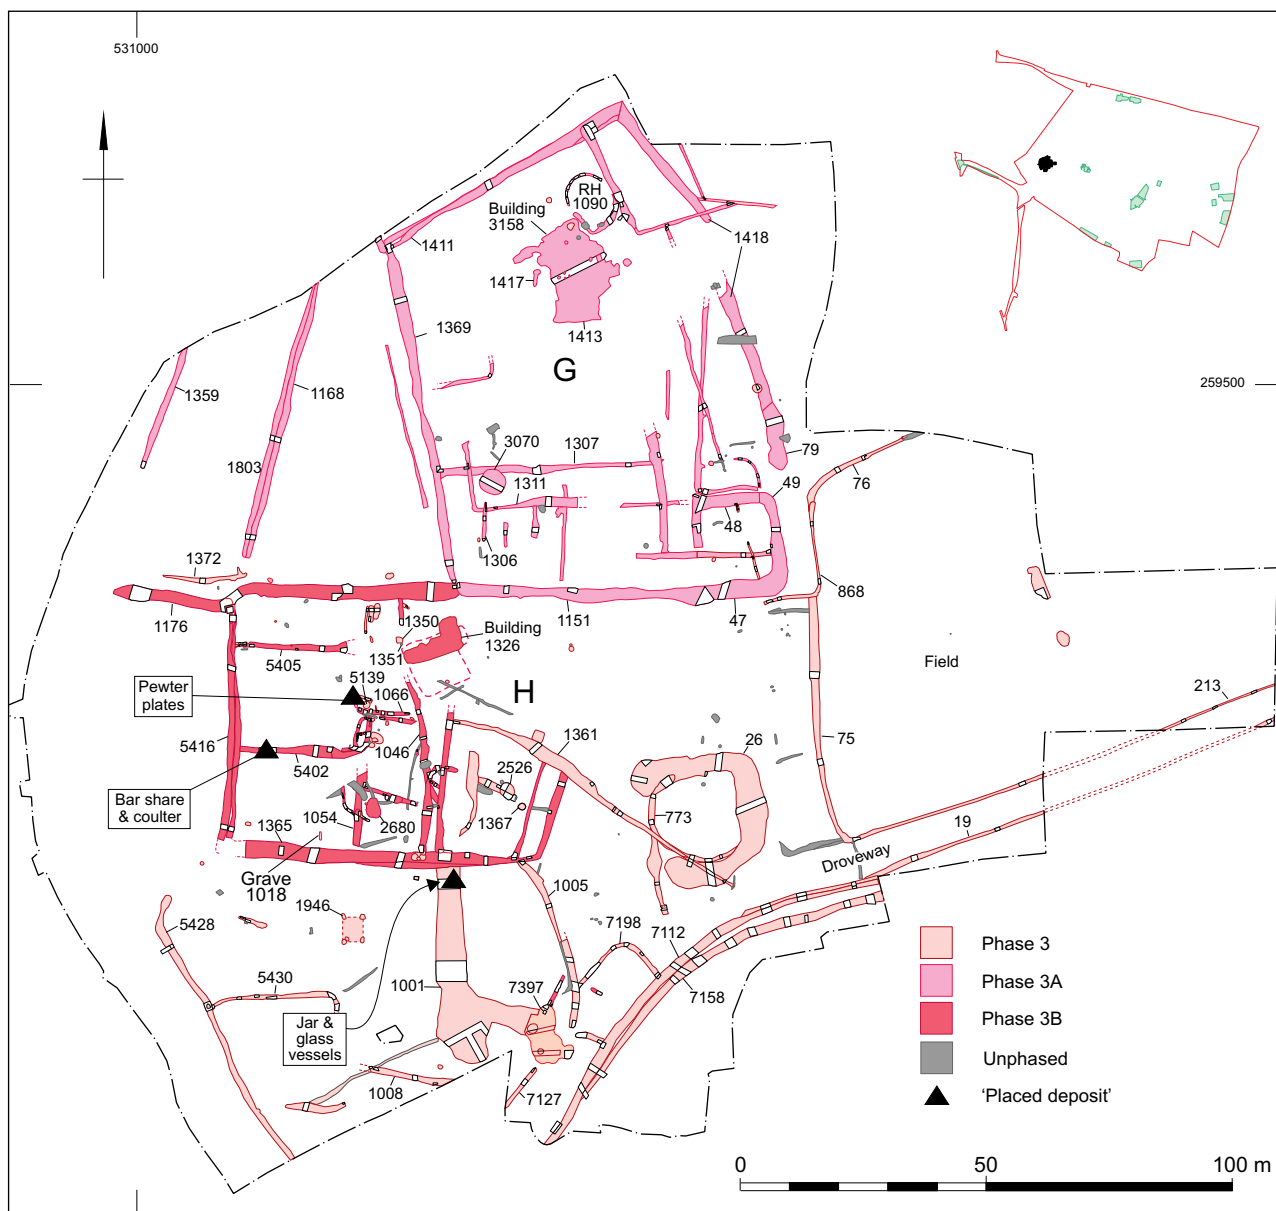 531000
RH
1090
Building
3158
1411
1418
1417
1369
1413
G
1359
1168
259500
3070
1307
79
76
1803
1311
49
48
1306
1372
868
1176
1151
47
1350
Building
1326
5405
1351
Field
5139
Pewter
plates
1066
H
213
5416
1046
1361
26
75
5402
2526
Bar share
& coulter
1054
2680
1367
773
19
1365
Droveway
Grave
1018
1005
1946
5428
7198
7112
Phase 3
5430
1001
7397
7158
Phase 3A
Phase 3B
Jar &
glass
vessels
Unphased
1008
7127
'Placed deposit'
0
50
100 m